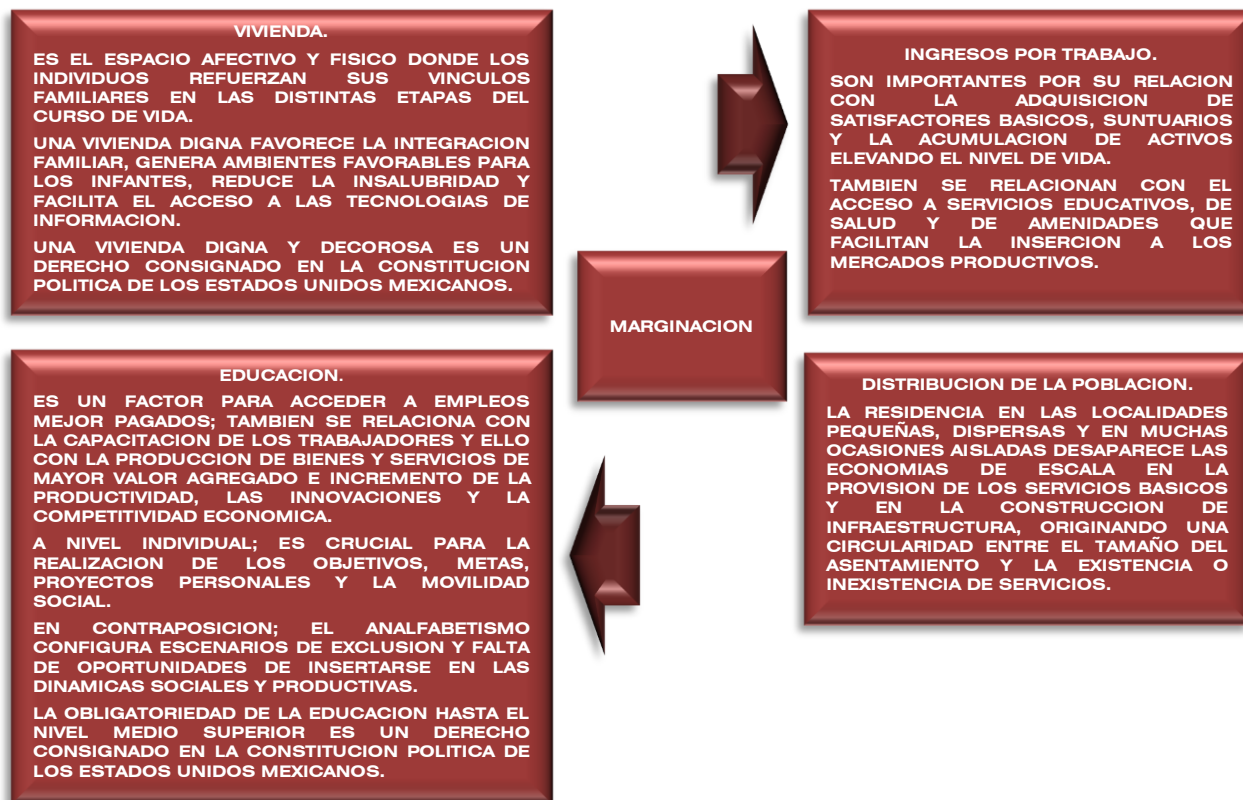 VIVIENDA.
ES EL ESPACIO AFECTIVO Y FISICO DONDE LOS
INDIVIDUOS REFUERZAN SUS VINCULOS
FAMILIARES EN LAS DISTINTAS ETAPAS DEL
CURSO DE VIDA.
UNA VIVIENDA DIGNA FAVORECE LA INTEGRACION
FAMILIAR, GENERA AMBIENTES FAVORABLES PARA
LOS INFANTES, REDUCE LA INSALUBRIDAD Y
FACILITA EL ACCESO A LAS TECNOLOGIAS DE
INFORMACION.
UNA VIVIENDA DIGNA Y DECOROSA ES UN
DERECHO CONSIGNADO EN LA CONSTITUCION
POLITICA DE LOS ESTADOS UNIDOS MEXICANOS.
INGRESOS POR TRABAJO.
SON IMPORTANTES POR SU RELACION
CON LA ADQUISICION DE
SATISFACTORES BASICOS, SUNTUARIOS
Y LA ACUMULACION DE ACTIVOS
ELEVANDO EL NIVEL DE VIDA.
TAMBIEN SE RELACIONAN CON EL
ACCESO A SERVICIOS EDUCATIVOS, DE
SALUD Y DE AMENIDADES QUE
FACILITAN LA INSERCION A LOS
MERCADOS PRODUCTIVOS.
MARGINACION
EDUCACION.
ES UN FACTOR PARA ACCEDER A EMPLEOS
MEJOR PAGADOS; TAMBIEN SE RELACIONA CON
LA CAPACITACION DE LOS TRABAJADORES Y ELLO
CON LA PRODUCCION DE BIENES Y SERVICIOS DE
MAYOR VALOR AGREGADO E INCREMENTO DE LA
PRODUCTIVIDAD, LAS INNOVACIONES Y LA
COMPETITIVIDAD ECONOMICA.
A NIVEL INDIVIDUAL; ES CRUCIAL PARA LA
REALIZACION DE LOS OBJETIVOS, METAS,
PROYECTOS PERSONALES Y LA MOVILIDAD
SOCIAL.
EN CONTRAPOSICION; EL ANALFABETISMO
CONFIGURA ESCENARIOS DE EXCLUSION Y FALTA
DE OPORTUNIDADES DE INSERTARSE EN LAS
DINAMICAS SOCIALES Y PRODUCTIVAS.
LA OBLIGATORIEDAD DE LA EDUCACION HASTA EL
NIVEL MEDIO SUPERIOR ES UN DERECHO
CONSIGNADO EN LA CONSTITUCION POLITICA DE
LOS ESTADOS UNIDOS MEXICANOS.
DISTRIBUCION DE LA POBLACION.
LA RESIDENCIA EN LAS LOCALIDADES
PEQUEÑAS, DISPERSAS Y EN MUCHAS
OCASIONES AISLADAS DESAPARECE LAS
ECONOMIAS DE ESCALA EN LA
PROVISION DE LOS SERVICIOS BASICOS
Y EN LA CONSTRUCCION DE
INFRAESTRUCTURA, ORIGINANDO UNA
CIRCULARIDAD ENTRE EL TAMAÑO DEL
ASENTAMIENTO Y LA EXISTENCIA O
INEXISTENCIA DE SERVICIOS.